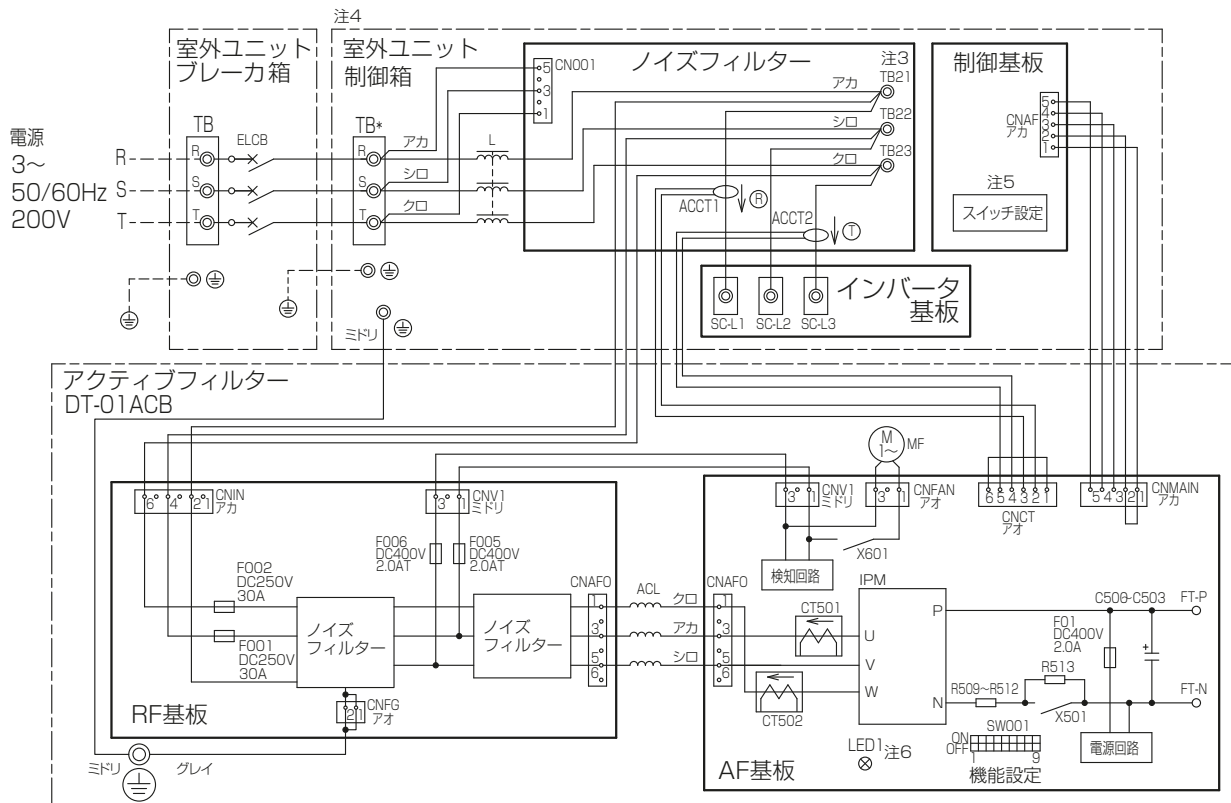 注4
室外ユニット
ブレーカ箱
室外ユニット
制御箱
ノイズフィルター
注3
制御基板
CN001
5
3
1
アカ
TB21
シロ
TB22
クロ
TB23
CNAF
アカ
5
4
3
2
1
注5
スイッチ設定
電源
3～
50/60Hz
200V
R
S
T
TB
R
S
T
ELCB
TB*
R
S
T
アカ
シロ
クロ
L
ACCT1
R
ACCT2
T
インバータ
基板
SC-L1
SC-L2
SC-L3
ミドリ
アクティブフィルター
DT-01ACB
M
1～
MF
6 4 2 1
CNIN
アカ
3 1
CNV1
ミドリ
3 1
CNV1
ミドリ
3 1
CNFAN
アオ
6 5 4 3 2 1
CNCT
アオ
5 4 3 2 1
CNMAIN
アカ
F006
DC400V
2.0AT
F005
DC400V
2.0AT
X601
検知回路
F002
DC250V
30A
F001
DC250V
30A
ノイズ
フィルター
ノイズ
フィルター
CNAFO
1
3
5
6
ACL
クロ
アカ
シロ
CNAFO
1
3
5
6
CT501
CT502
IPM
U
V
W
P
N
C500～C503
FT-P
F01
DC400V
2.0A
+
R513
R509～R512
X501
FT-N
電源回路
CNFG
アオ
2 1
RF基板
ミドリ
グレイ
LED1
注6
SW001
ON
OFF
1 9
機能設定
AF基板